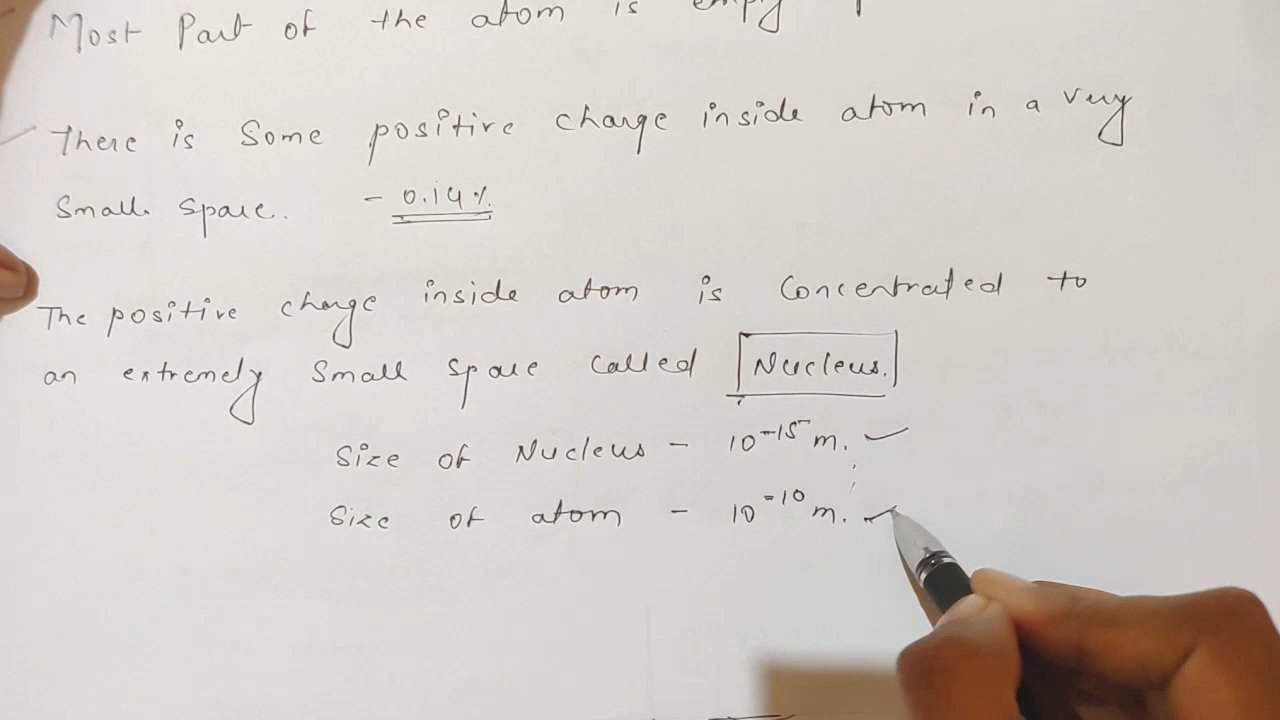 Most Part of the atom is empty
There is Some positive charge inside atom in a very
Small space. - 0.14%
The positive charge inside atom is Concentrated to
an extremely Small space called Nucleus.
Size of Nucleus - 10⁻¹⁵ m.
Size of atom - 10⁻¹⁰ m.